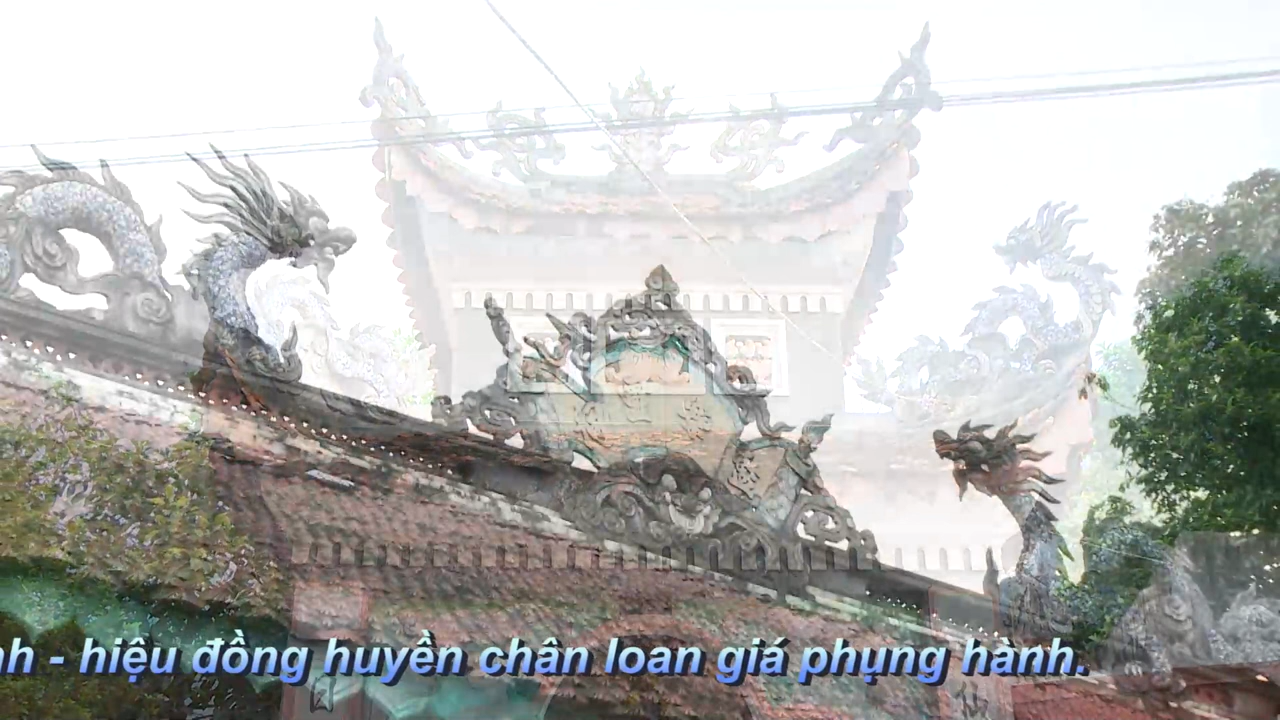 nh - hiệu đồng huyền chân loan giá phụng hành.